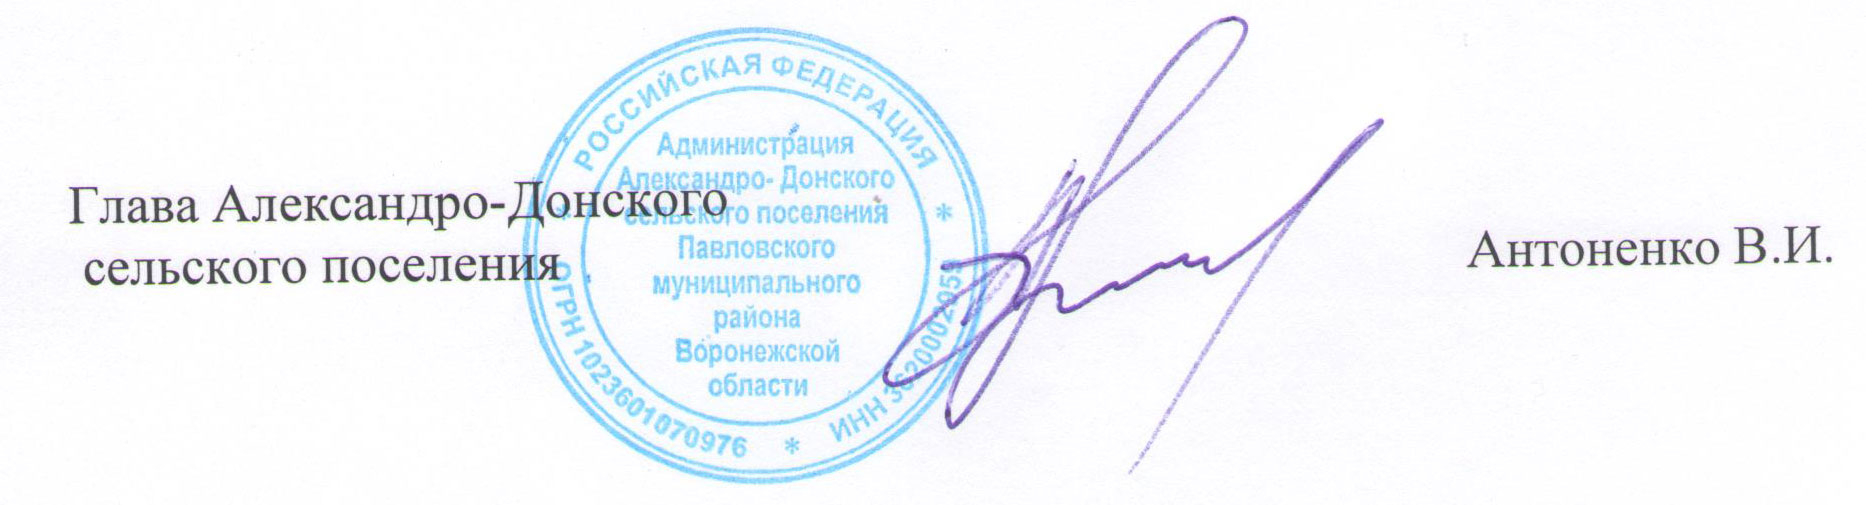 Глава Александро-Донского
сельского поселения
РОССИЙСКАЯ ФЕДЕРАЦИЯ
Администрация
Александро- Донского
сельского поселения
Павловского
муниципального
района
Воронежской
области
* ОГРН 1023601070976 *
ИНН
*
Антоненко В.И.